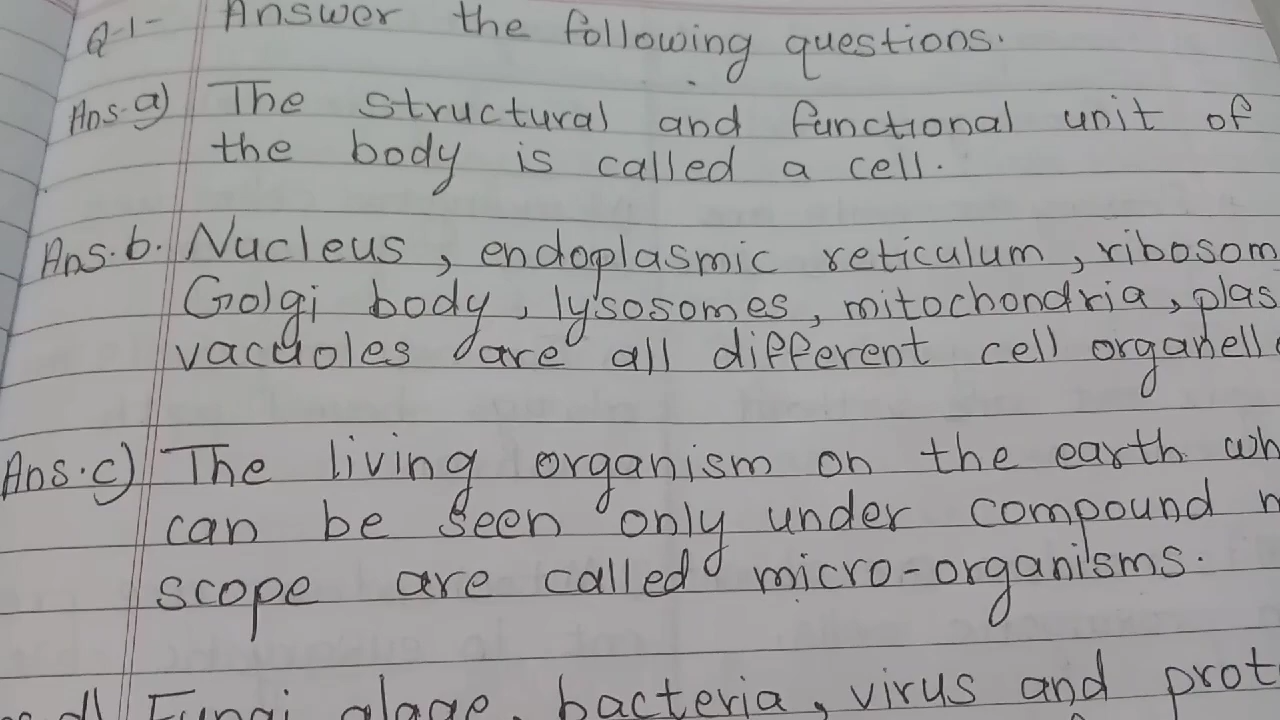 Q-1- Answer the following questions.
Ans.a) The structural and functional unit of
the body is called a cell.
Ans.b. Nucleus, endoplasmic reticulum, ribosom
Golgi body, lysosomes, mitochondria, plas
vacuoles are all different cell organell
Ans.c) The living organism on the earth wh
can be seen only under compound m
scope are called micro-organisms.
d) Fungi alage, bacteria, virus and prot